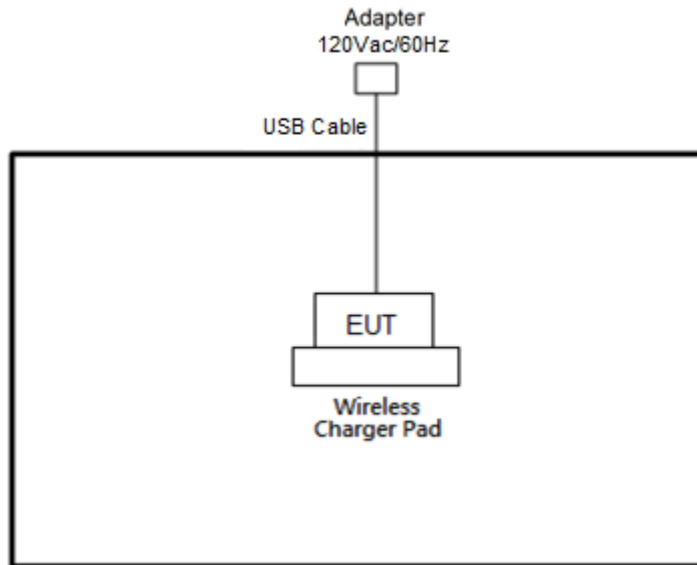 Adapter
120Vac/60Hz
USB Cable
EUT
Wireless
Charger Pad